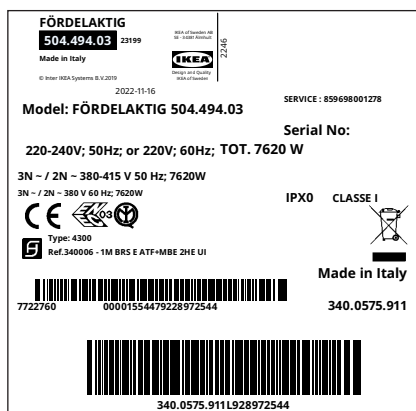 FÖRDELAKTIG
504.494.03 23199
Made in Italy
© Inter IKEA Systems B.V.2019
IKEA of Sweden AB
SE - 34381 Älmhult
IKEA
Design and Quality
IKEA of Sweden
2246
2022-11-16
Model: FÖRDELAKTIG 504.494.03
SERVICE : 859698001278
Serial No:
220-240V; 50Hz; or 220V; 60Hz; TOT. 7620 W
3N ~ / 2N ~ 380-415 V 50 Hz; 7620W
3N ~ / 2N ~ 380 V 60 Hz; 7620W
IPX0 CLASSE I
CE 03
Type: 4300
Ref.340006 - 1M BRS E ATF+MBE 2HE UI
Made in Italy
7722760 00001554479228972544
340.0575.911
340.0575.911L928972544